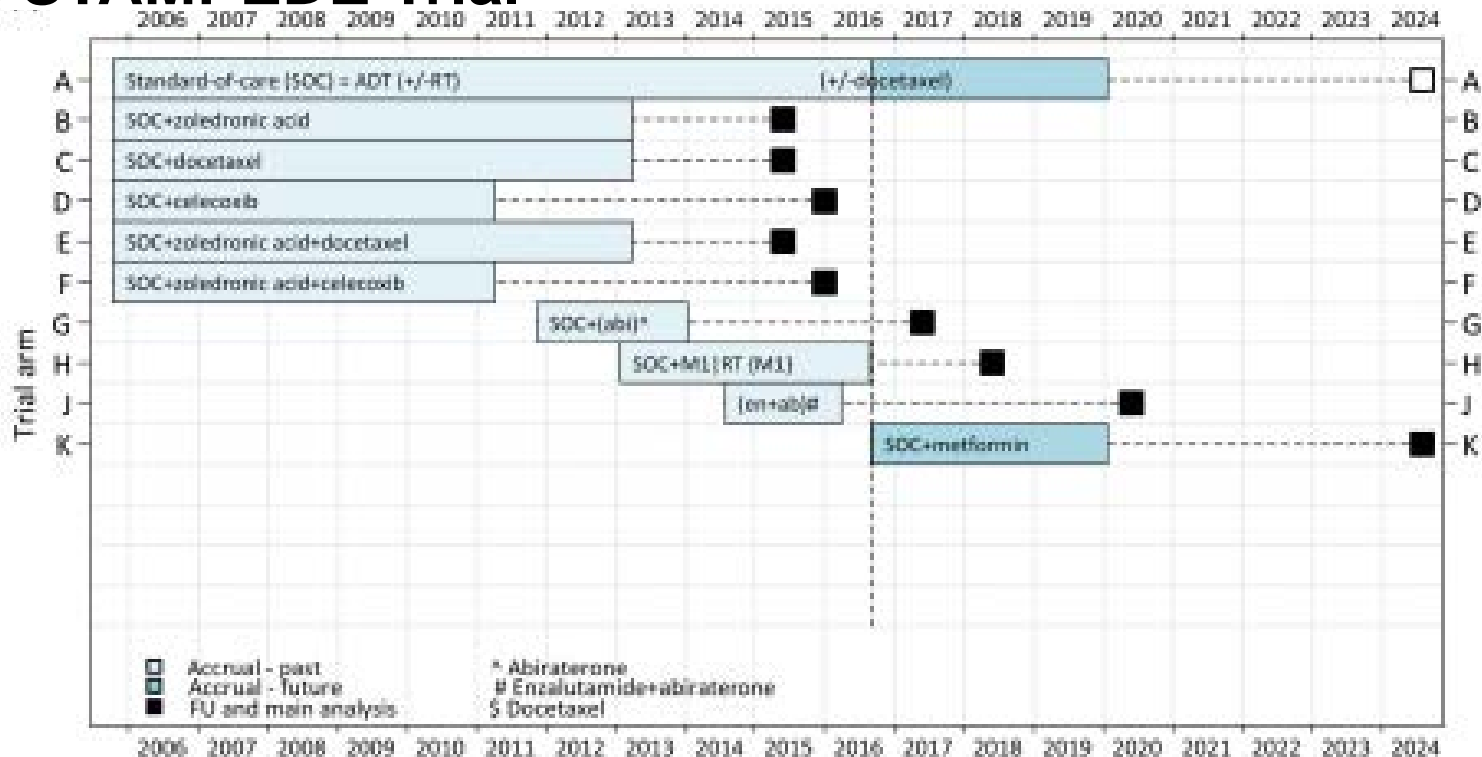 STAMPEDE Trial
2006 2007 2008 2009 2010 2011 2012 2013 2014 2015 2016 2017 2018 2019 2020 2021 2022 2023 2024
A Standard-of-care (SOC) = ADT (+/-RT) (+/-docetaxel) A
B SOC+zoledronic acid B
C SOC+docetaxel C
D SOC+celecoxib D
E SOC+zoledronic acid+docetaxel E
F SOC+zoledronic acid+celecoxib F
G SOC+(abi)^ G
H SOC+M1|RT (M1) H
J (en+ab)# J
K SOC+metformin K
Trial arm
Accrual - past ^ Abiraterone
Accrual - future # Enzalutamide+abiraterone
FU and main analysis $ Docetaxel
2006 2007 2008 2009 2010 2011 2012 2013 2014 2015 2016 2017 2018 2019 2020 2021 2022 2023 2024